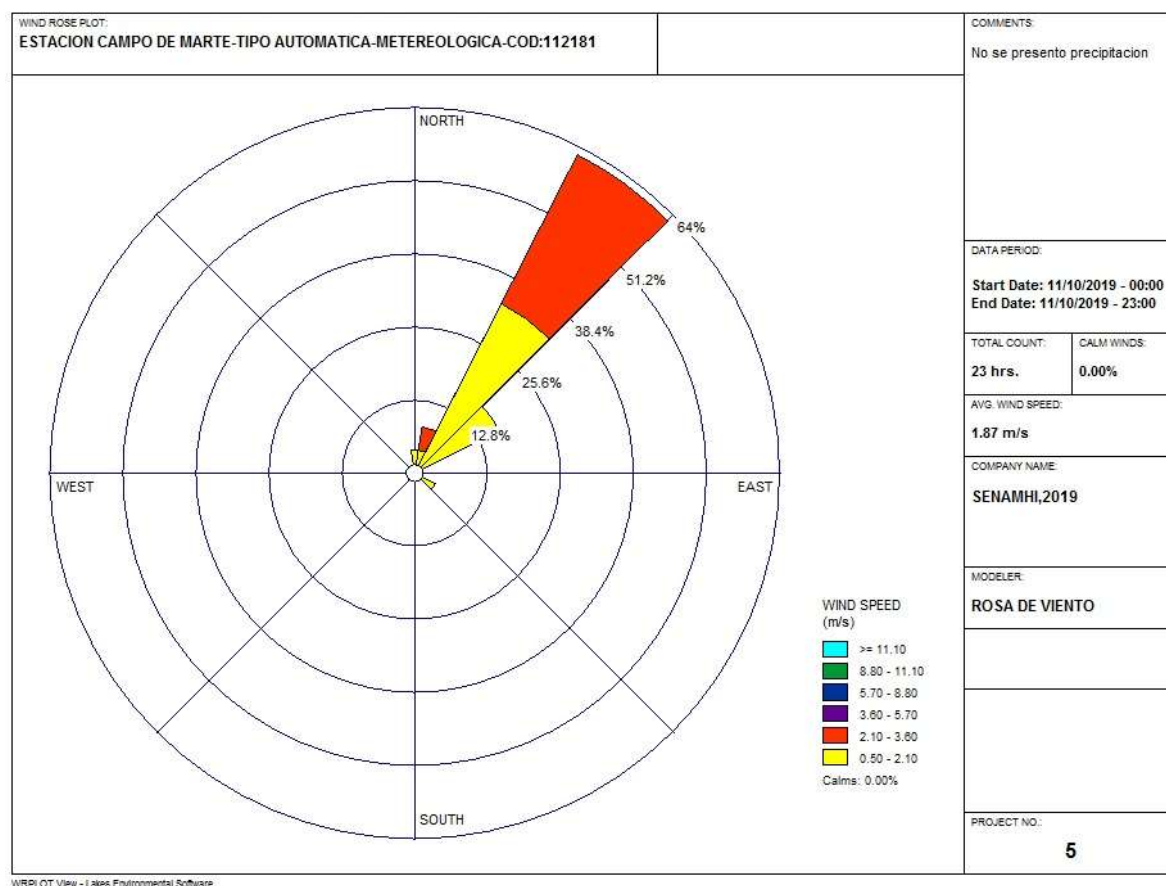 WIND ROSE PLOT:
ESTACION CAMPO DE MARTE-TIPO AUTOMATICA-METEREOLOGICA-COD:112181
COMMENTS:
No se presento precipitacion
NORTH
64%
51.2%
38.4%
25.6%
12.8%
WEST
EAST
SOUTH
WIND SPEED
(m/s)
>= 11.10
8.80 - 11.10
5.70 - 8.80
3.60 - 5.70
2.10 - 3.60
0.50 - 2.10
Calms: 0.00%
DATA PERIOD:
Start Date: 11/10/2019 - 00:00
End Date: 11/10/2019 - 23:00
TOTAL COUNT:
23 hrs.
CALM WINDS:
0.00%
AVG. WIND SPEED:
1.87 m/s
COMPANY NAME:
SENAMHI,2019
MODELER:
ROSA DE VIENTO
PROJECT NO.:
5
WRPLOT View - Lakes Environmental Software